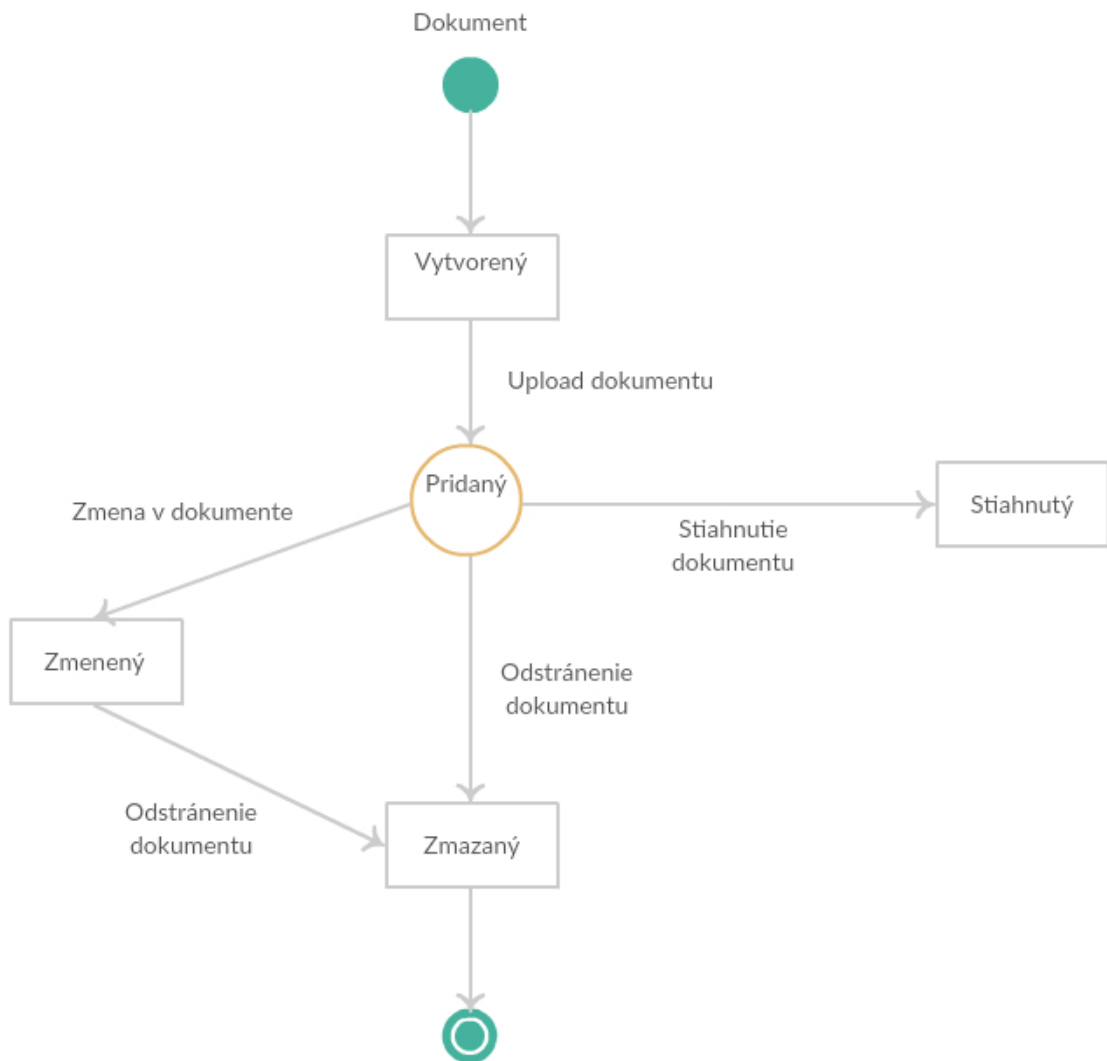 Dokument
Vytvorený
Upload dokumentu
Pridaný
Zmena v dokumente
Stiahnutie
dokumentu
Stiahnutý
Zmenený
Odstránenie
dokumentu
Odstránenie
dokumentu
Zmazaný